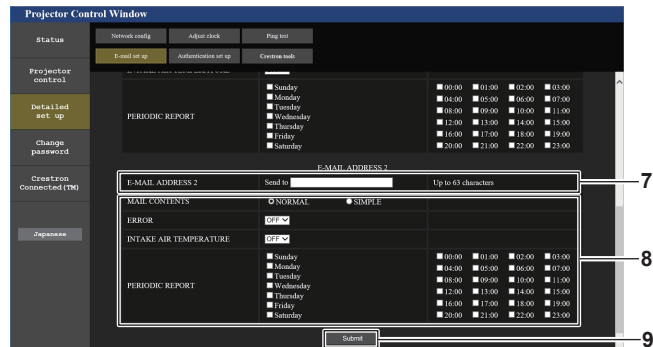 Projector Control Window
Status
Network config Adjust clock Ping test
E-mail set up Authentication set up Crestron tools
Projector
control
Detailed
set up
Change
password
Crestron
Connected(TM)
Japanese
PERIODIC REPORT
Sunday
Monday
Tuesday
Wednesday
Thursday
Friday
Saturday
00:00 01:00 02:00 03:00
04:00 05:00 06:00 07:00
08:00 09:00 10:00 11:00
12:00 13:00 14:00 15:00
16:00 17:00 18:00 19:00
20:00 21:00 22:00 23:00
E-MAIL ADDRESS 2
E-MAIL ADDRESS 2 Send to Up to 63 characters
7
MAIL CONTENTS NORMAL SIMPLE
ERROR OFF
INTAKE AIR TEMPERATURE OFF
8
PERIODIC REPORT
Sunday
Monday
Tuesday
Wednesday
Thursday
Friday
Saturday
00:00 01:00 02:00 03:00
04:00 05:00 06:00 07:00
08:00 09:00 10:00 11:00
12:00 13:00 14:00 15:00
16:00 17:00 18:00 19:00
20:00 21:00 22:00 23:00
Submit
9